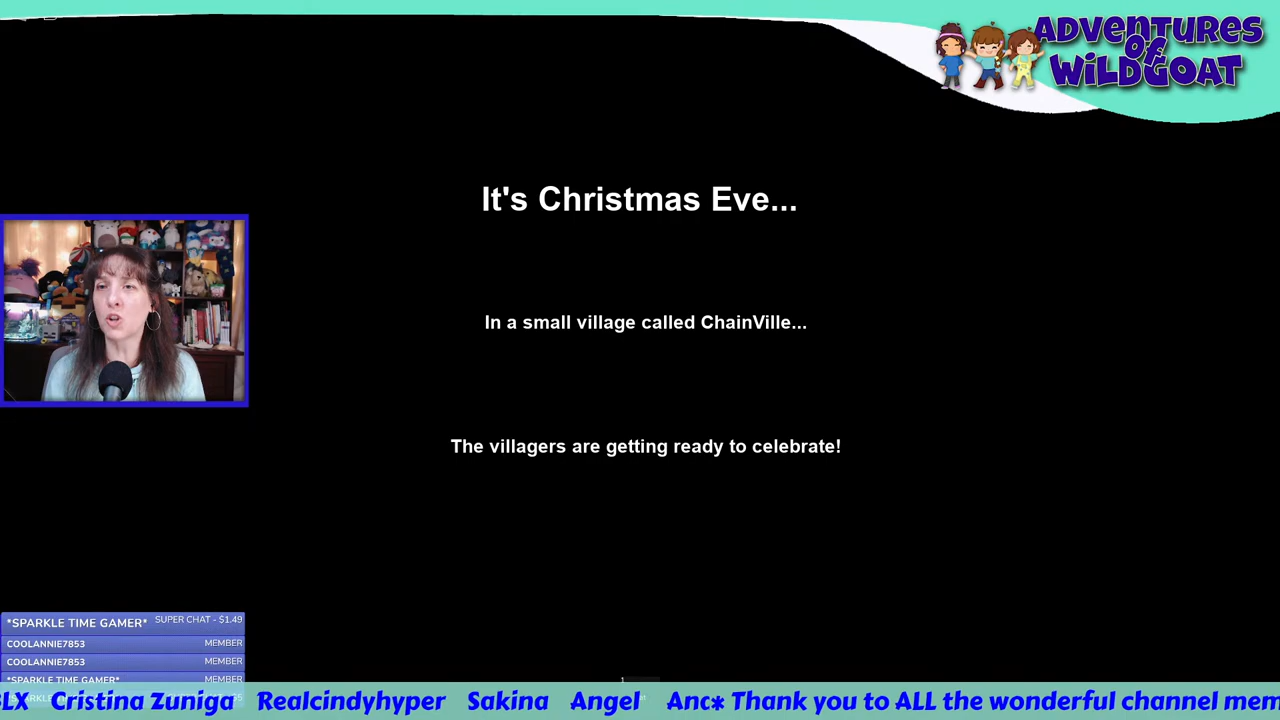 ADVENTURES
OF
WILDGOAT
It's Christmas Eve...
In a small village called ChainVille...
The villagers are getting ready to celebrate!
*SPARKLE TIME GAMER* SUPER CHAT - $1.49
COOLANNIE7853 MEMBER
COOLANNIE7853 MEMBER
*SPARKLE TIME GAMER* MEMBER
1
BLX Cristina Zuniga Realcindyhyper Sakina Angel Anc* Thank you to ALL the wonderful channel mem